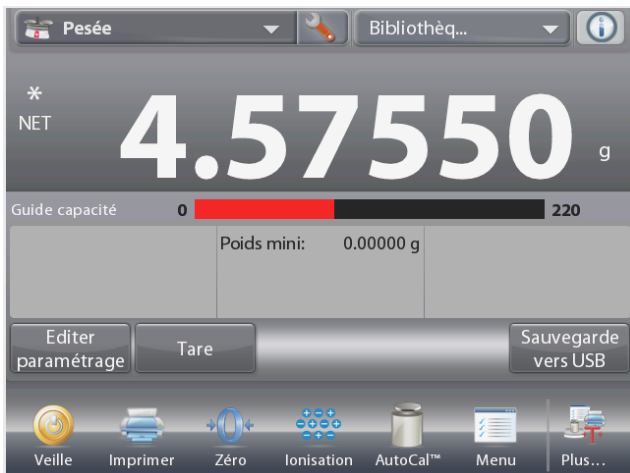 Pesée
Bibliothèq...
*
NET
4.57550 g
Guide capacité 0 220
Poids mini: 0.00000 g
Editer
paramétrage
Tare
Sauvegarde
vers USB
Veille Imprimer Zéro Ionisation AutoCal™ Menu Plus...